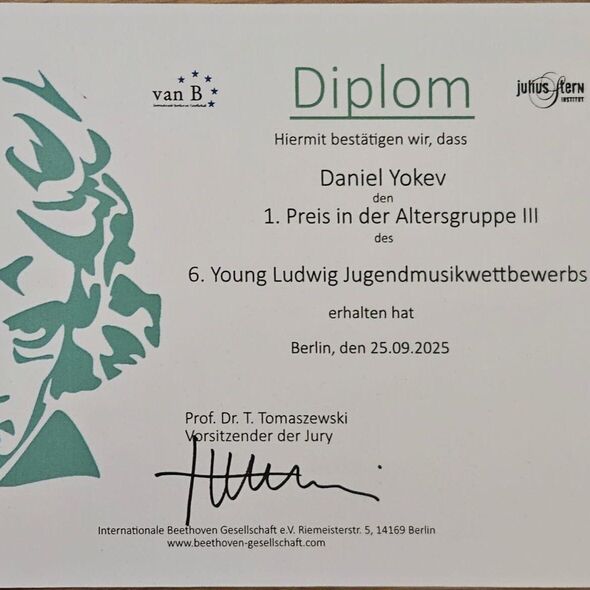 van B
Diplom
julius Stern
INSTITUT
Hiermit bestätigen wir, dass
Daniel Yokev
den
1. Preis in der Altersgruppe III
des
6. Young Ludwig Jugendmusikwettbewerbs
erhalten hat
Berlin, den 25.09.2025
Prof. Dr. T. Tomaszewski
Vorsitzender der Jury
Internationale Beethoven Gesellschaft e.V. Riemeisterstr. 5, 14169 Berlin
www.beethoven-gesellschaft.com